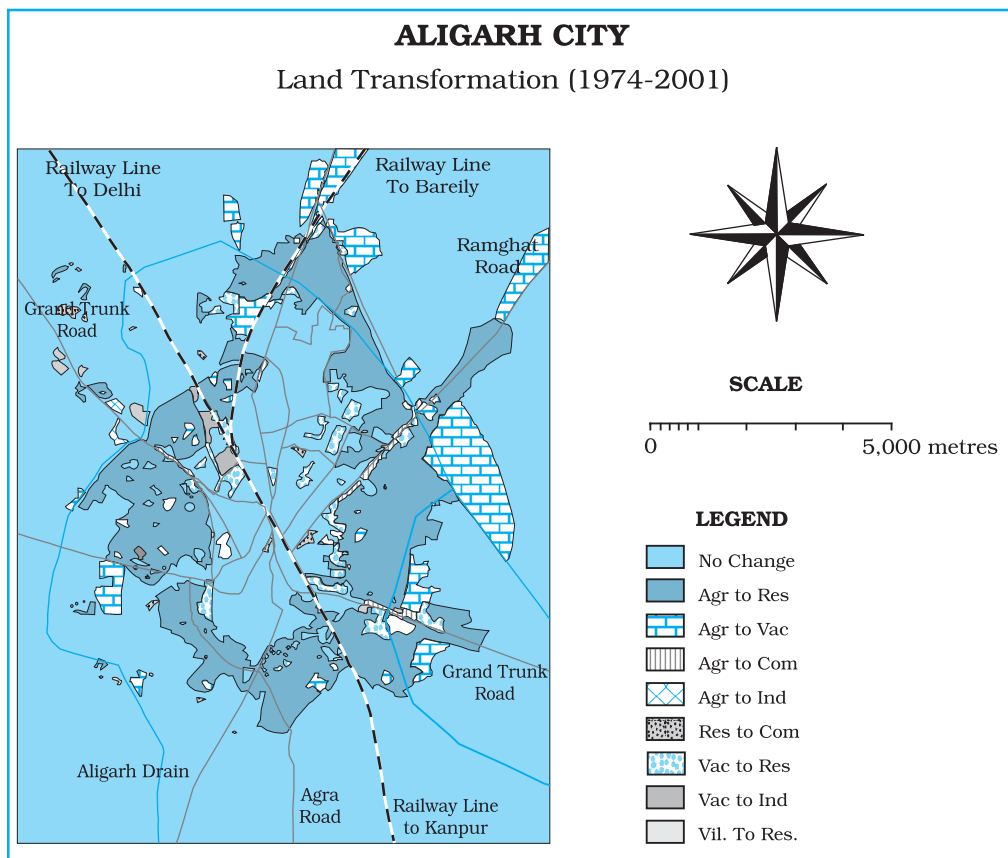 ALIGARH CITY
Land Transformation (1974-2001)
Railway Line
To Delhi
Railway Line
To Bareily
Ramghat
Road
Grand Trunk
Road
Grand Trunk
Road
Aligarh Drain
Agra
Road
Railway Line
to Kanpur
SCALE
0 5,000 metres
LEGEND
No Change
Agr to Res
Agr to Vac
Agr to Com
Agr to Ind
Res to Com
Vac to Res
Vac to Ind
Vil. To Res.